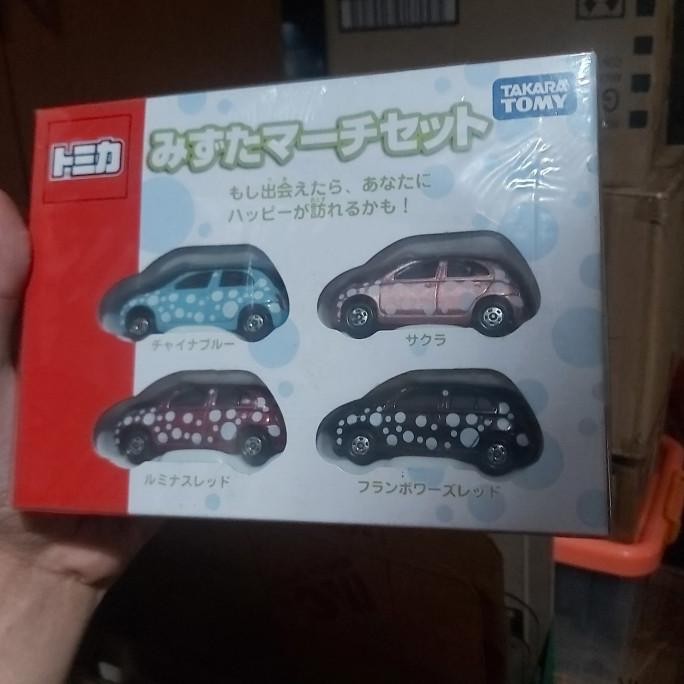 トミカ
みずたマーチセット
TAKARA TOMY
もし出会えたら、あなたに
ハッピーが訪れるかも!
チャイナブルー
サクラ
ルミナスレッド
フランボワーズレッド